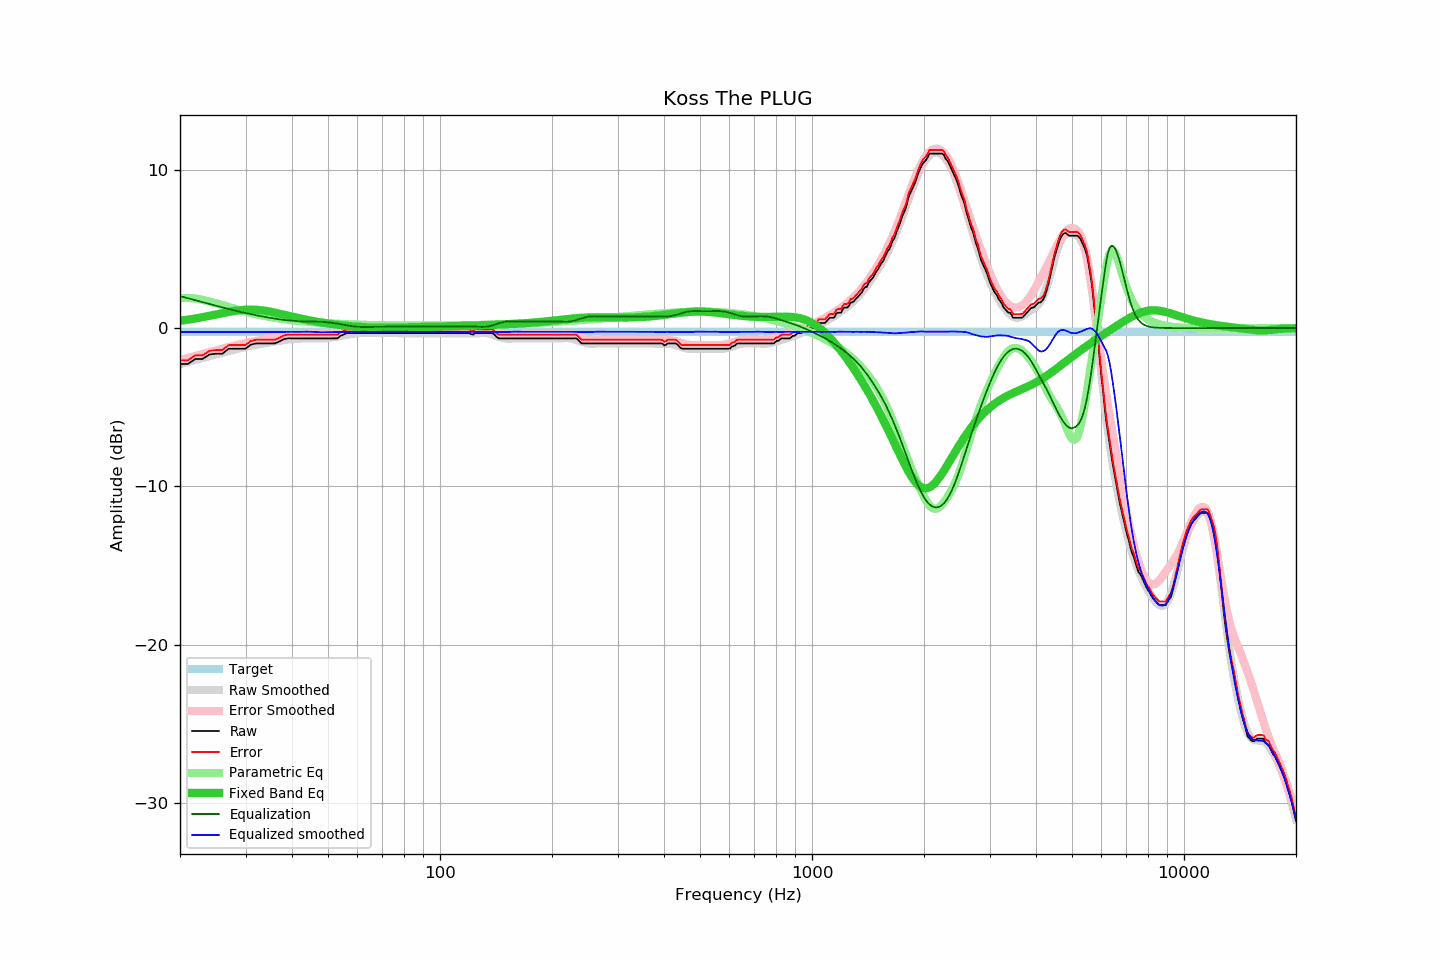 Koss The PLUG
10
0
−10
−20
−30
Amplitude (dBr)
Target
Raw Smoothed
Error Smoothed
Raw
Error
Parametric Eq
Fixed Band Eq
Equalization
Equalized smoothed
100
1000
10000
Frequency (Hz)